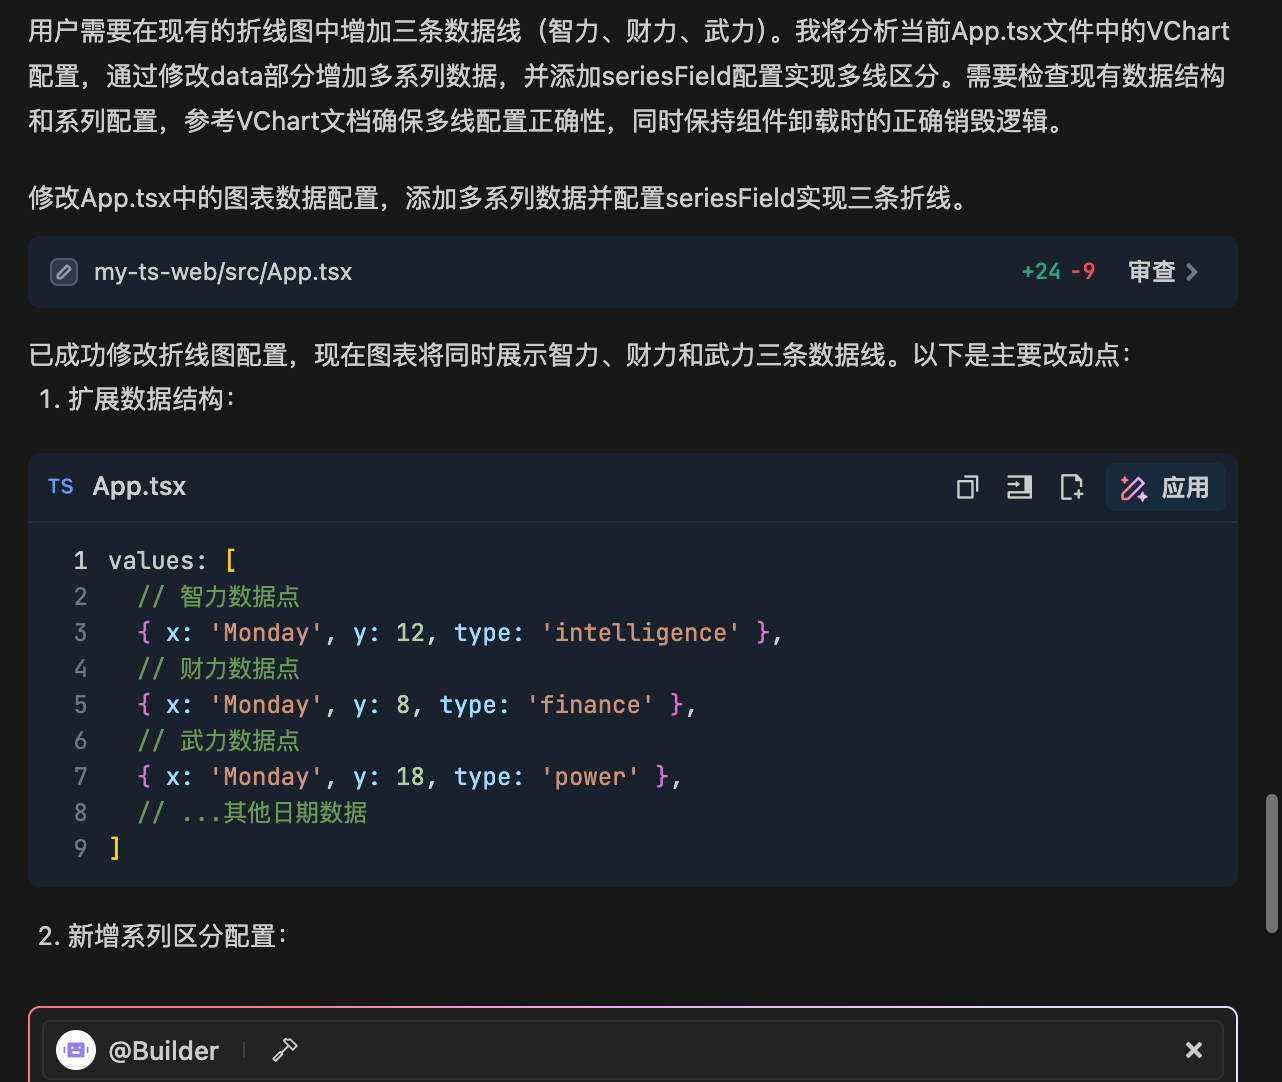 用户需要在现有的折线图中增加三条数据线（智力、财力、武力）。我将分析当前App.tsx文件中的VChart
配置，通过修改data部分增加多系列数据，并添加seriesField配置实现多线区分。需要检查现有数据结构
和系列配置，参考VChart文档确保多线配置正确性，同时保持组件卸载时的正确销毁逻辑。
修改App.tsx中的图表数据配置，添加多系列数据并配置seriesField实现三条折线。
my-ts-web/src/App.tsx +24 -9 审查
已成功修改折线图配置，现在图表将同时展示智力、财力和武力三条数据线。以下是主要改动点：
1. 扩展数据结构：
TS App.tsx 应用
1 values: [
2 // 智力数据点
3 { x: 'Monday', y: 12, type: 'intelligence' },
4 // 财力数据点
5 { x: 'Monday', y: 8, type: 'finance' },
6 // 武力数据点
7 { x: 'Monday', y: 18, type: 'power' },
8 // ...其他日期数据
9 ]
2. 新增系列区分配置：
@Builder